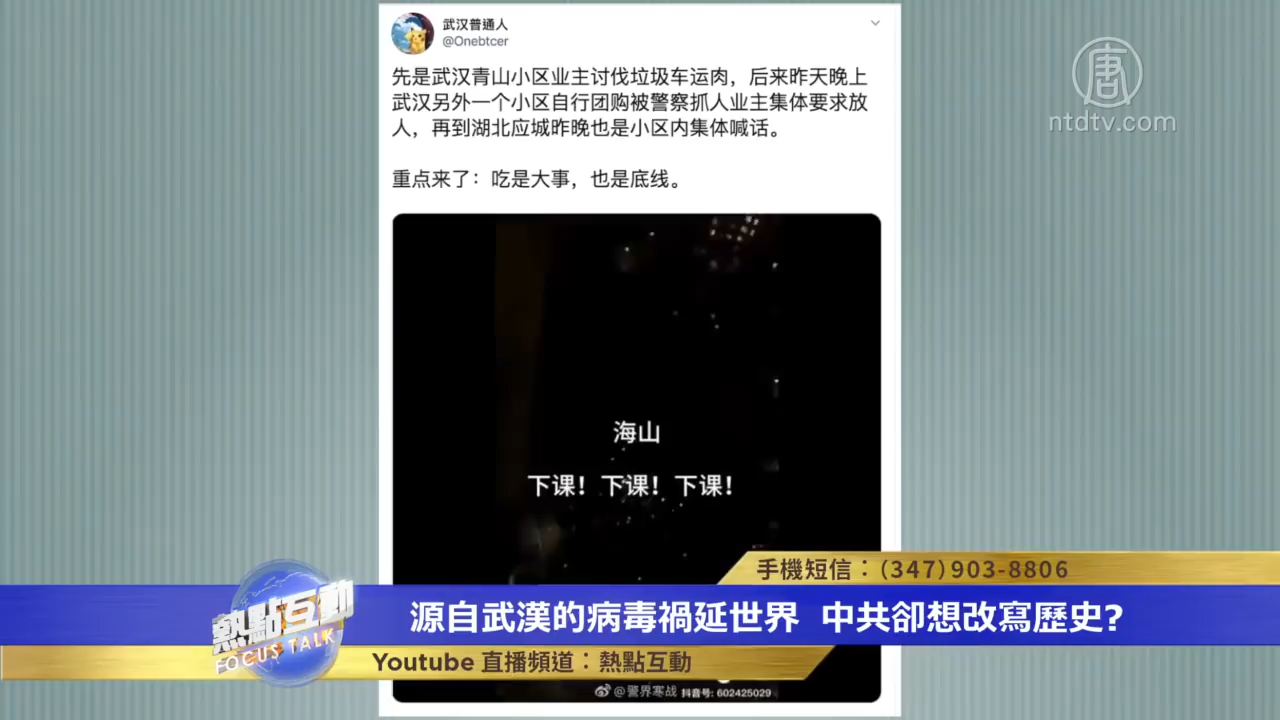 武汉普通人
@Onebtcer
先是武汉青山小区业主讨伐垃圾车运肉，后来昨天晚上
武汉另外一个小区自行团购被警察抓人业主集体要求放
人，再到湖北应城昨晚也是小区内集体喊话。
重点来了：吃是大事，也是底线。
唐
ntdtv.com
海山
下课！下课！下课！
手機短信：(347)903-8806
熱點互動
FOCUS TALK
源自武漢的病毒禍延世界 中共卻想改寫歷史?
Youtube 直播頻道：熱點互動
@警界寒战 抖音号: 602425029